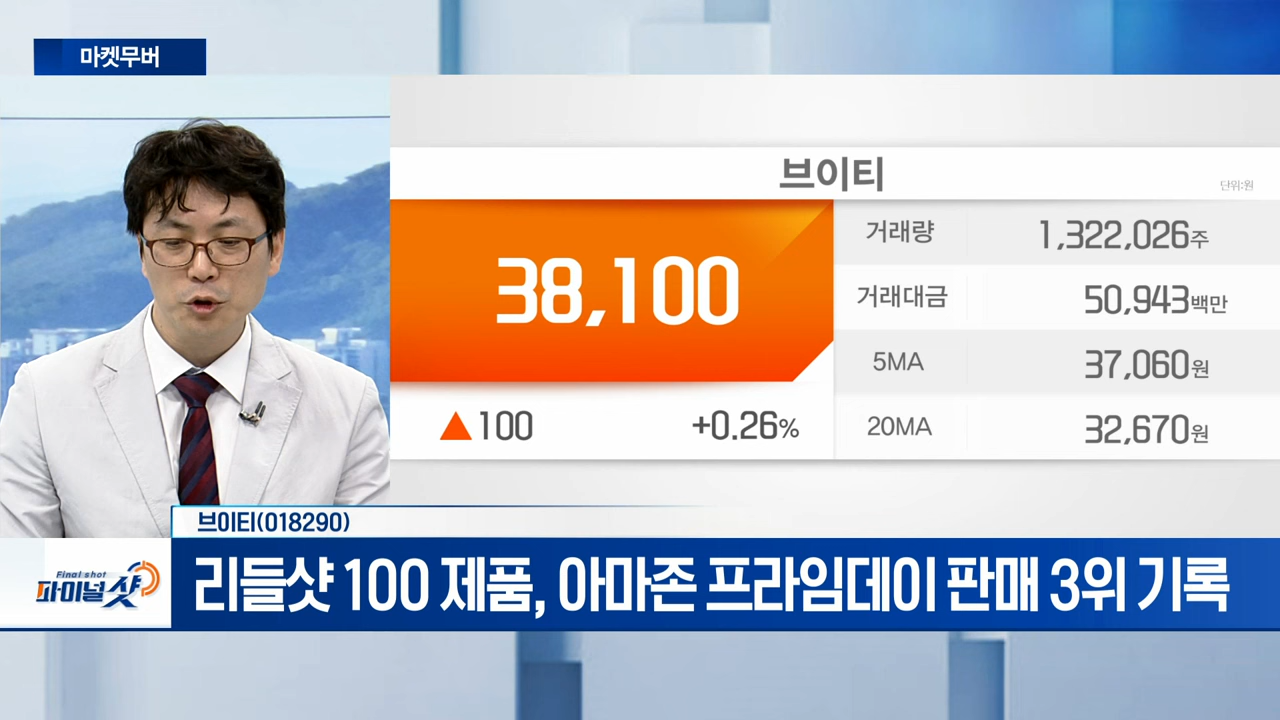 마켓무버
브이티
단위:원
38,100
▲100 +0.26%
거래량 1,322,026주
거래대금 50,943백만
5MA 37,060원
20MA 32,670원
브이티(018290)
Final shot
파이널샷
리들샷 100 제품, 아마존 프라임데이 판매 3위 기록